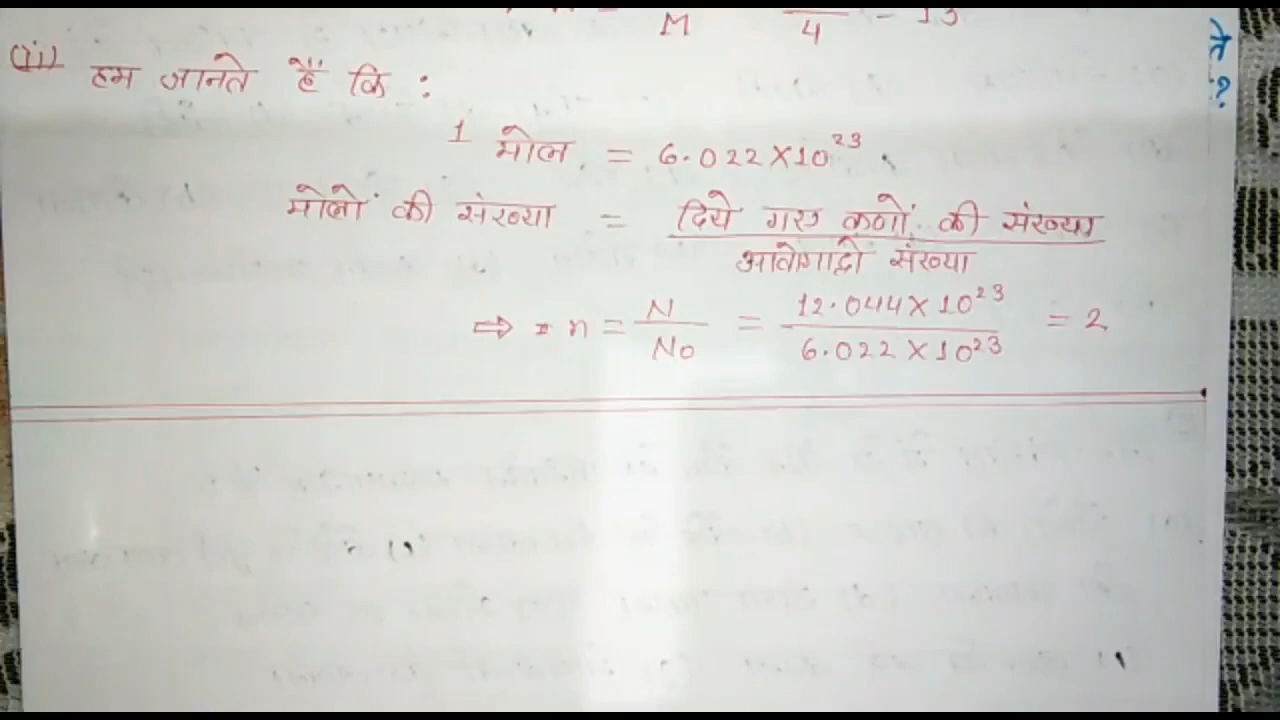 M 4 = 13
(iii) हम जानते हैं कि :
1 मोल = 6.022 × 10²³
मोलो की संख्या = दिये गए कणों की संख्या
आवोगाद्रो संख्या
⇒ n = N = 12.044 × 10²³ = 2
N₀ 6.022 × 10²³
ते ?